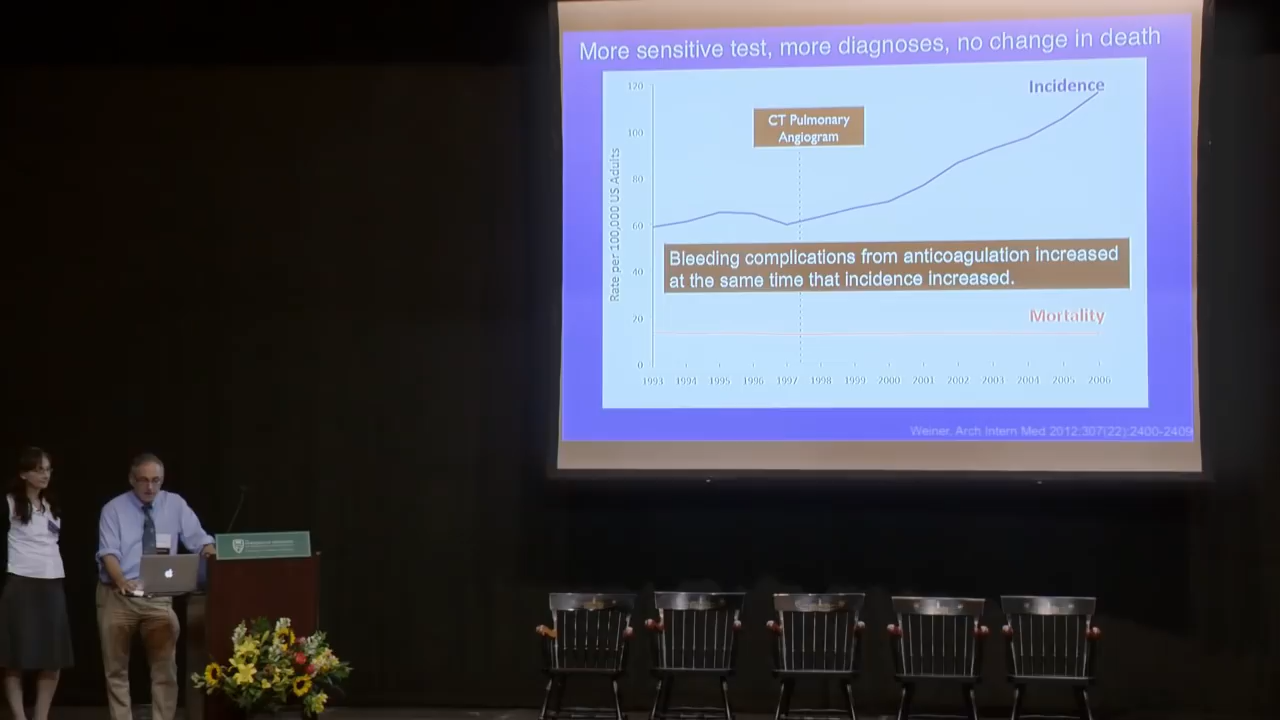 More sensitive test, more diagnoses, no change in death
120
100
80
60
40
20
0
Rate per 100,000 US Adults
Incidence
CT Pulmonary
Angiogram
Bleeding complications from anticoagulation increased
at the same time that incidence increased.
Mortality
1993 1994 1995 1996 1997 1998 1999 2000 2001 2002 2003 2004 2005 2006
Weiner, Arch Intern Med 2012;307(22):2400-2409